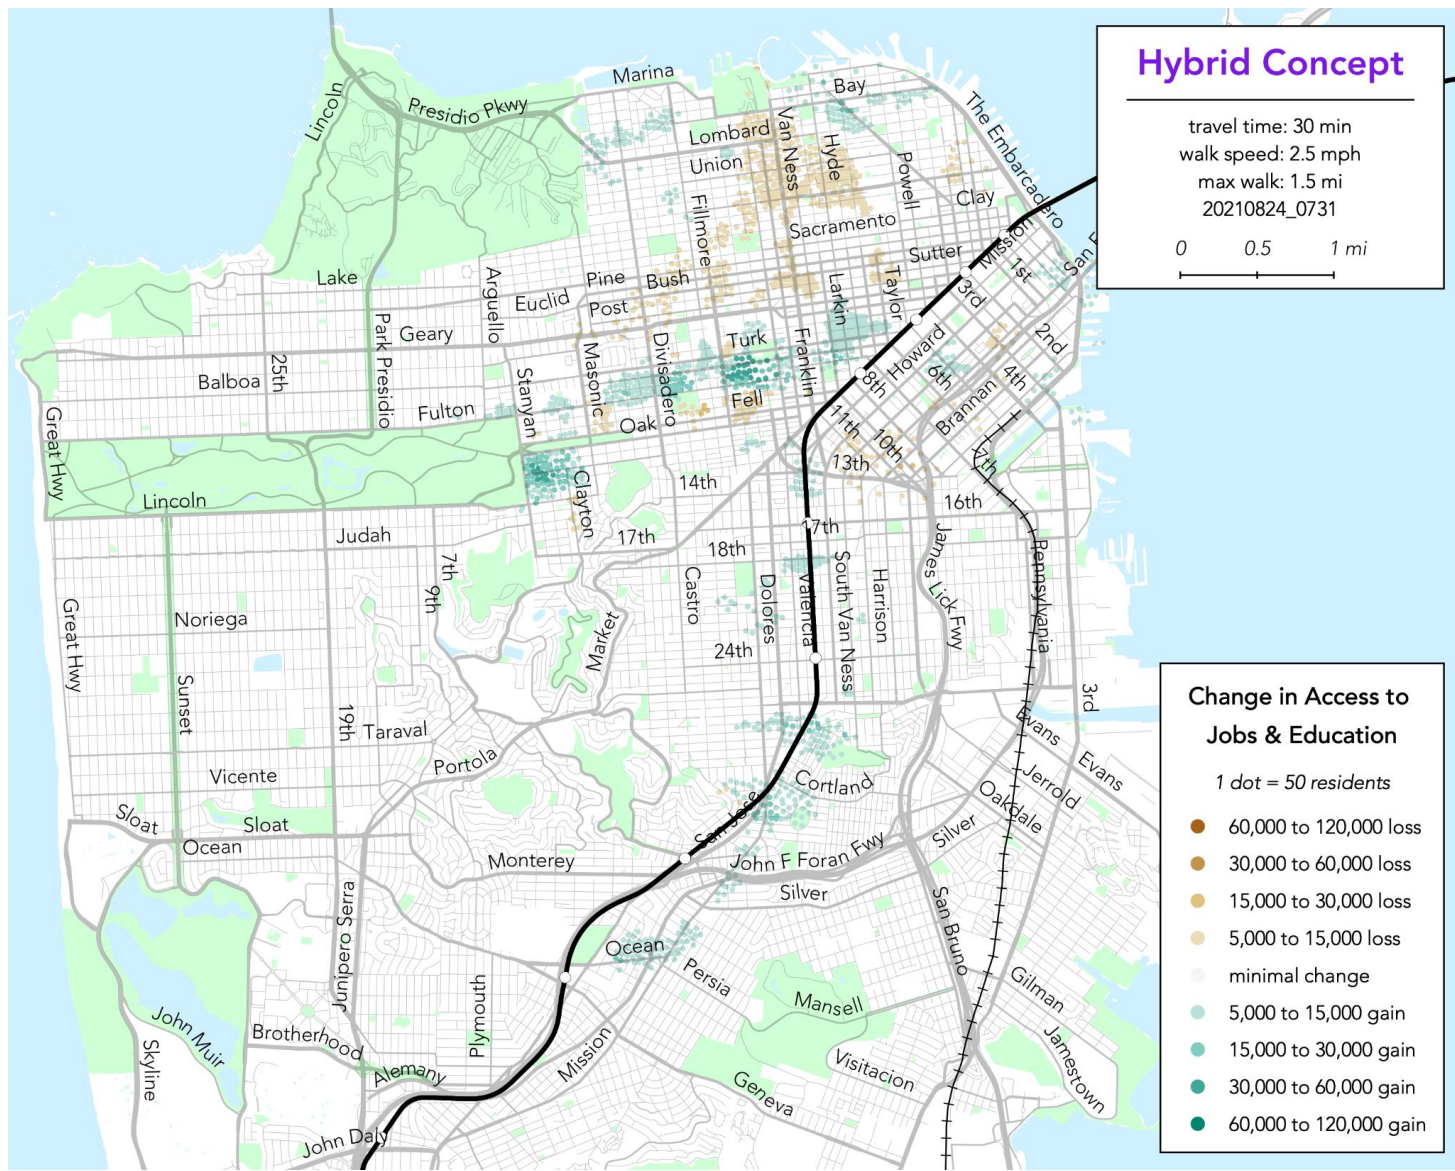 Hybrid Concept
travel time: 30 min
walk speed: 2.5 mph
max walk: 1.5 mi
20210824_0731
0 0.5 1 mi
Marina
Bay
Presidio Pkwy
Lincoln
The Embarcadero
Lombard
Van Ness
Hyde
Union
Powell
Clay
Fillmore
Sacramento
Sutter
Mission
1st
San F
Lake
Arguello
Euclid
Pine
Bush
Post
Larkin
Taylor
3rd
Geary
Park Presidio
25th
Balboa
Turk
Franklin
Masonic
Divisadero
Howard
2nd
Stanyan
8th
6th
4th
Fulton
Fell
Brannan
Oak
11th
10th
Great Hwy
13th
7th
Lincoln
Clayton
14th
16th
Judah
17th
17th
18th
7th
9th
Castro
Dolores
Valencia
South Van Ness
Harrison
James Lick Fwy
Pennsylvania
Great Hwy
Noriega
Market
24th
Sunset
19th
Taraval
3rd
Evans
Evans
Portola
Vicente
Cortland
Jerrold
Oakdale
Sloat
Sloat
Ocean
San Jose
Silver
Monterey
John F Foran Fwy
Silver
Junipero Serra
San Bruno
Ocean
Persia
Gilman
Plymouth
Mansell
John Muir
Skyline
Brotherhood
Mission
Jamestown
Alemany
Visitacion
Geneva
John Daly
Change in Access to
Jobs & Education
1 dot = 50 residents
60,000 to 120,000 loss
30,000 to 60,000 loss
15,000 to 30,000 loss
5,000 to 15,000 loss
minimal change
5,000 to 15,000 gain
15,000 to 30,000 gain
30,000 to 60,000 gain
60,000 to 120,000 gain